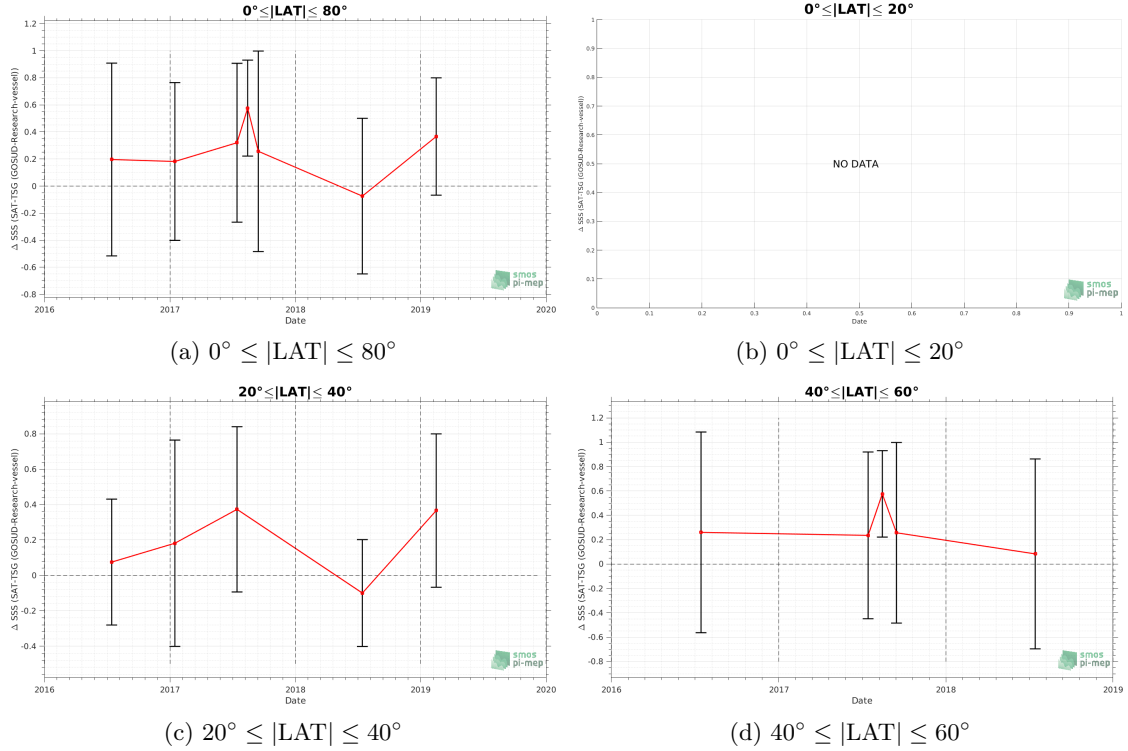 0°≤|LAT|≤ 80°
Δ SSS (SAT-TSG (GOSUD-Research-vessel))
1.2
1
0.8
0.6
0.4
0.2
0
-0.2
-0.4
-0.6
-0.8
2016 2017 2018 2019 2020
Date
smos
pi-mep
(a) 0° ≤ |LAT| ≤ 80°
0°≤|LAT|≤ 20°
Δ SSS (SAT-TSG (GOSUD-Research-vessel))
1
0.9
0.8
0.7
0.6
0.5
0.4
0.3
0.2
0.1
0
NO DATA
0 0.1 0.2 0.3 0.4 0.5 0.6 0.7 0.8 0.9 1
Date
smos
pi-mep
(b) 0° ≤ |LAT| ≤ 20°
20°≤|LAT|≤ 40°
Δ SSS (SAT-TSG (GOSUD-Research-vessel))
0.8
0.6
0.4
0.2
0
-0.2
-0.4
2016 2017 2018 2019 2020
Date
smos
pi-mep
(c) 20° ≤ |LAT| ≤ 40°
40°≤|LAT|≤ 60°
Δ SSS (SAT-TSG (GOSUD-Research-vessel))
1.2
1
0.8
0.6
0.4
0.2
0
-0.2
-0.4
-0.6
-0.8
2016 2017 2018 2019
Date
smos
pi-mep
(d) 40° ≤ |LAT| ≤ 60°